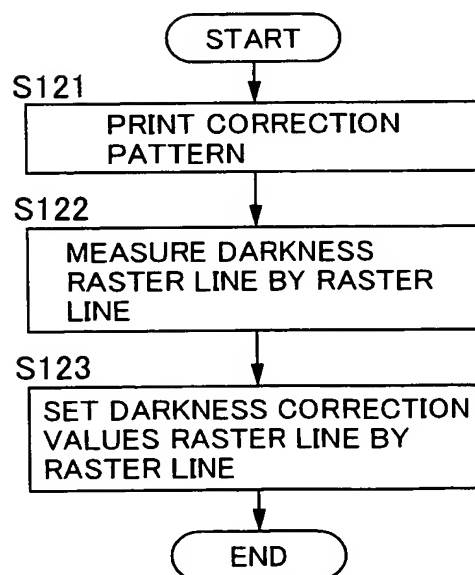 START
S121
PRINT CORRECTION
PATTERN
S122
MEASURE DARKNESS
RASTER LINE BY RASTER
LINE
S123
SET DARKNESS CORRECTION
VALUES RASTER LINE BY
RASTER LINE
END